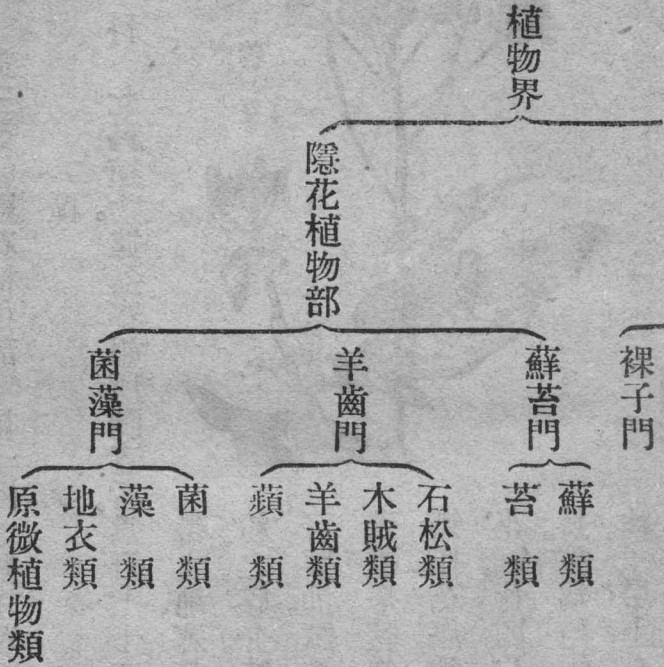 植物界
隱花植物部
裸子門
蘚苔門
羊齒門
菌藻門
蘚類
苔類
石松類
木賊類
羊齒類
蘋類
菌類
藻類
地衣類
原微植物類